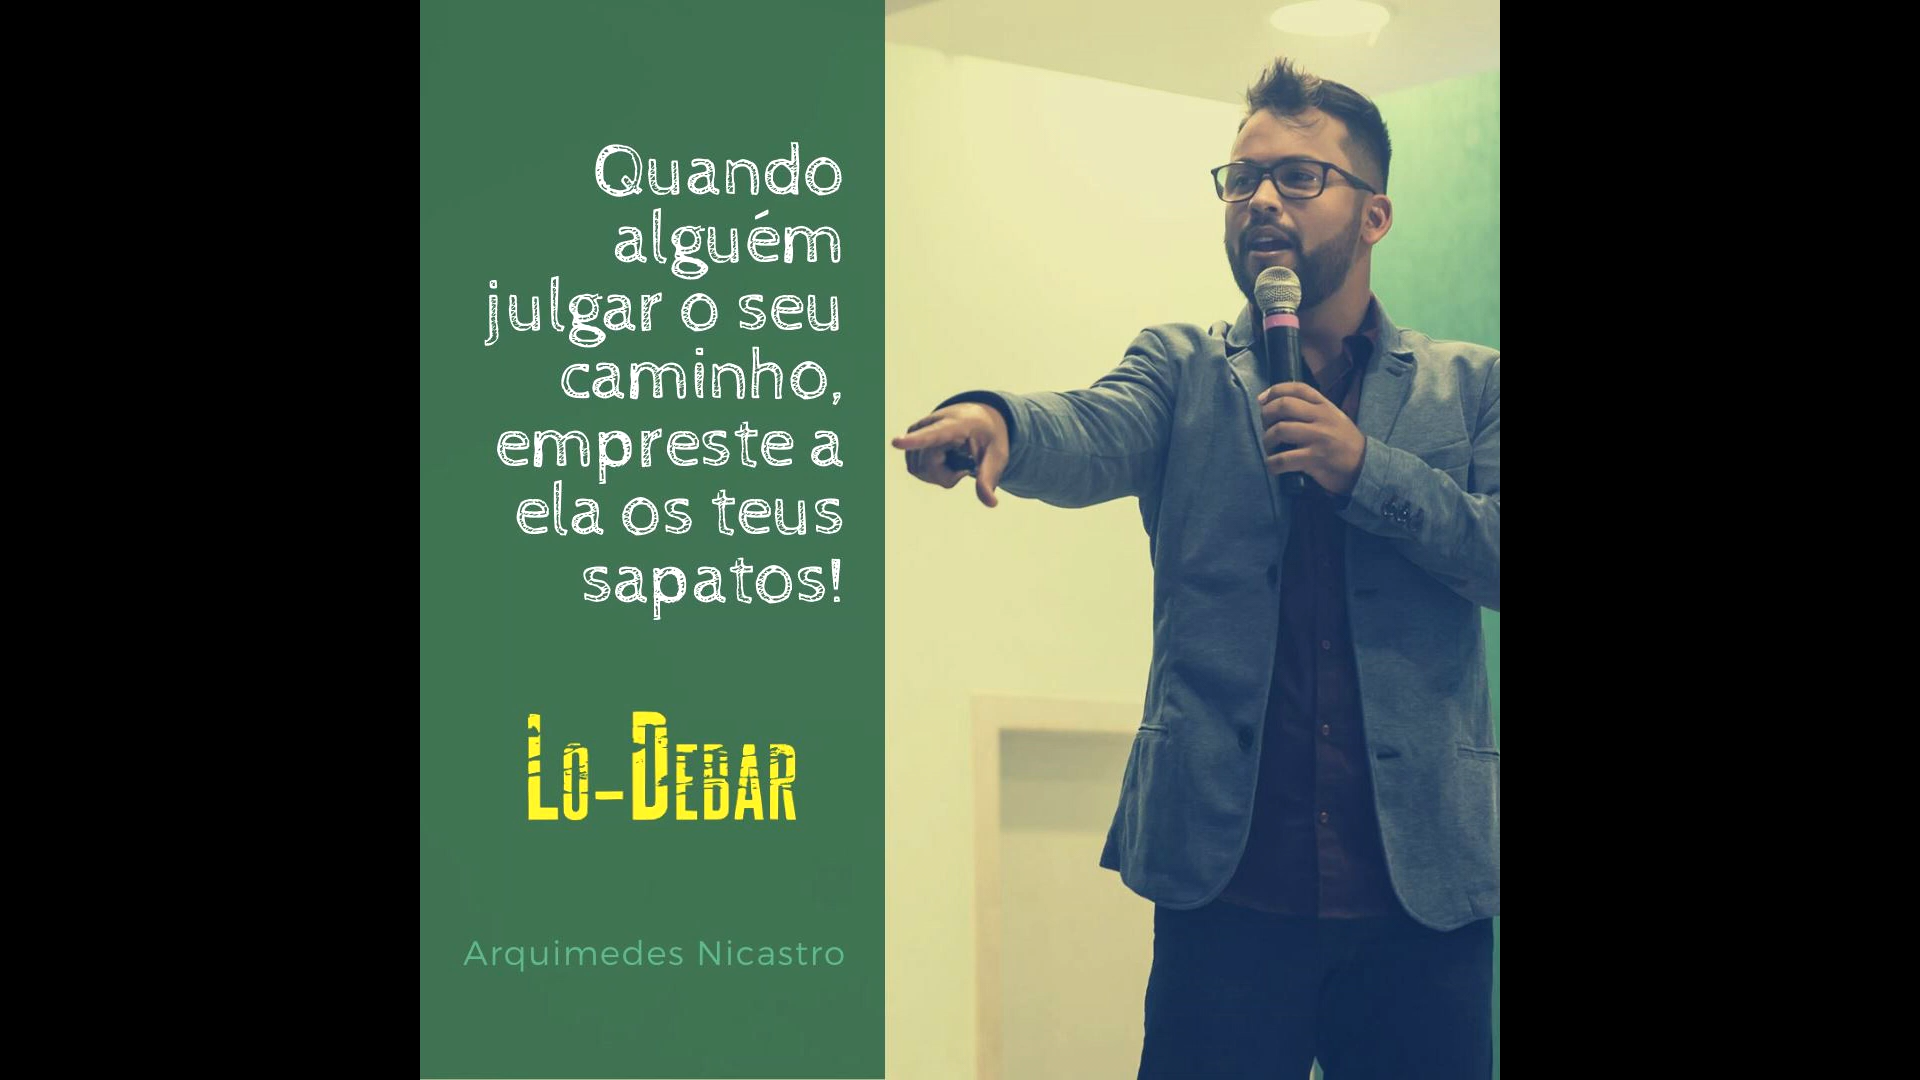 Quando
alguém
julgar o seu
caminho,
empreste a
ela os teus
sapatos!
Lo-Debar
Arquimedes Nicastro